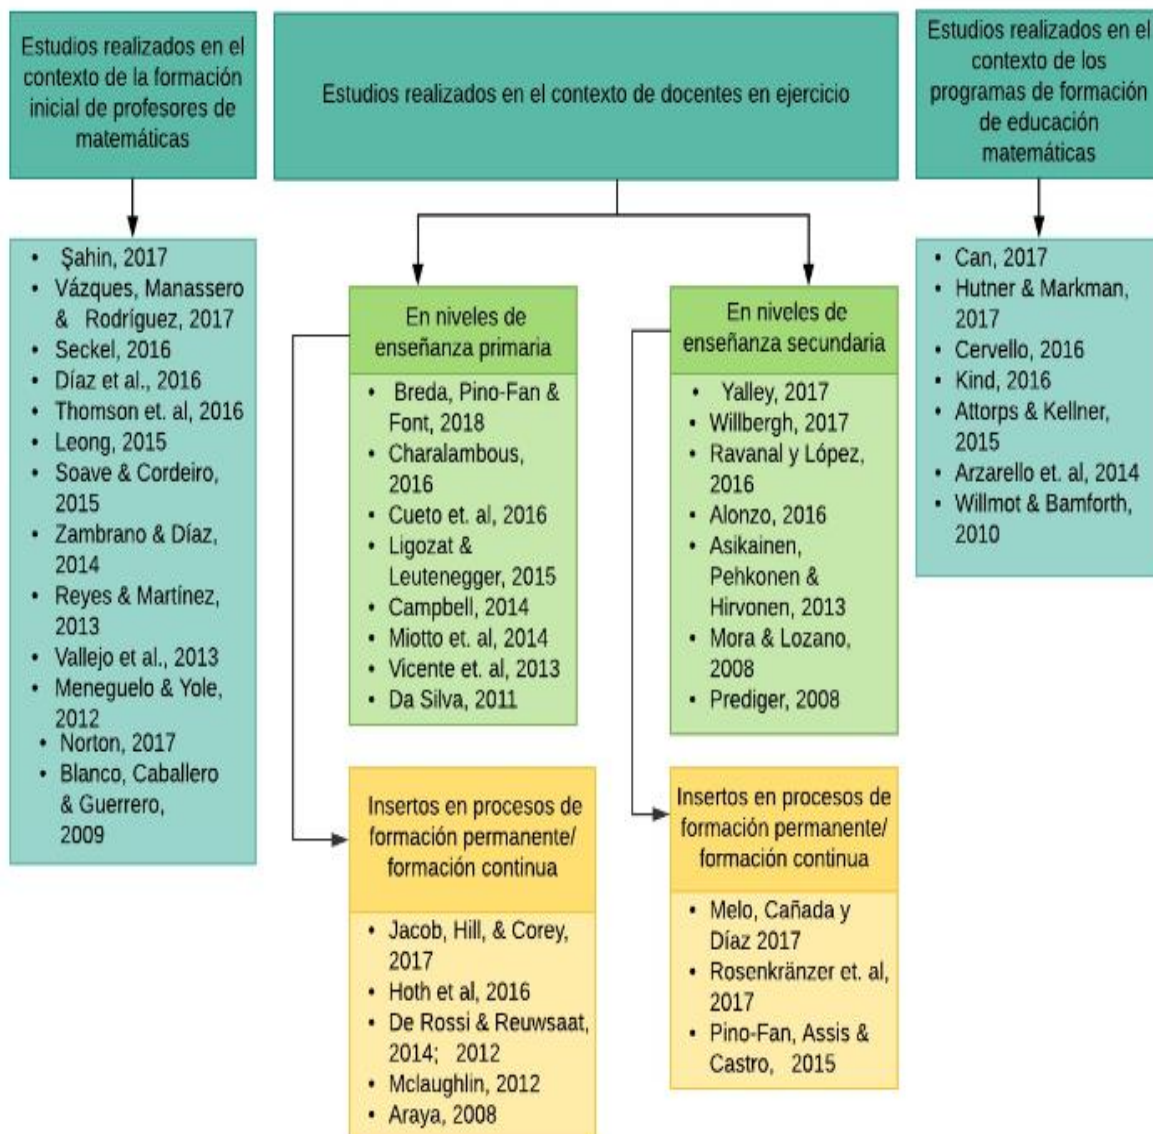 Estudios realizados en el
contexto de la formación
inicial de profesores de
matemáticas
• Şahin, 2017
• Vázques, Manassero
& Rodríguez, 2017
• Seckel, 2016
• Díaz et al., 2016
• Thomson et. al, 2016
• Leong, 2015
• Soave & Cordeiro,
2015
• Zambrano & Díaz,
2014
• Reyes & Martínez,
2013
• Vallejo et al., 2013
• Meneguelo & Yole,
2012
• Norton, 2017
• Blanco, Caballero
& Guerrero,
2009
Estudios realizados en el contexto de docentes en ejercicio
En niveles de
enseñanza primaria
• Breda, Pino-Fan &
Font, 2018
• Charalambous,
2016
• Cueto et. al, 2016
• Ligozat &
Leutenegger, 2015
• Campbell, 2014
• Miotto et. al, 2014
• Vicente et. al, 2013
• Da Silva, 2011
Insertos en procesos de
formación permanente/
formación continua
• Jacob, Hill, & Corey,
2017
• Hoth et al, 2016
• De Rossi & Reuwsaat,
2014; 2012
• Mclaughlin, 2012
• Araya, 2008
En niveles de
enseñanza secundaria
• Yalley, 2017
• Willbergh, 2017
• Ravanal y López,
2016
• Alonzo, 2016
• Asikainen,
Pehkonen &
Hirvonen, 2013
• Mora & Lozano,
2008
• Prediger, 2008
Insertos en procesos de
formación permanente/
formación continua
• Melo, Cañada y
Díaz 2017
• Rosenkränzer et. al,
2017
• Pino-Fan, Assis &
Castro, 2015
Estudios realizados en el
contexto de los
programas de formación
de educación
matemáticas
• Can, 2017
• Hutner & Markman,
2017
• Cervello, 2016
• Kind, 2016
• Attorps & Kellner,
2015
• Arzarello et. al, 2014
• Willmot & Bamforth,
2010